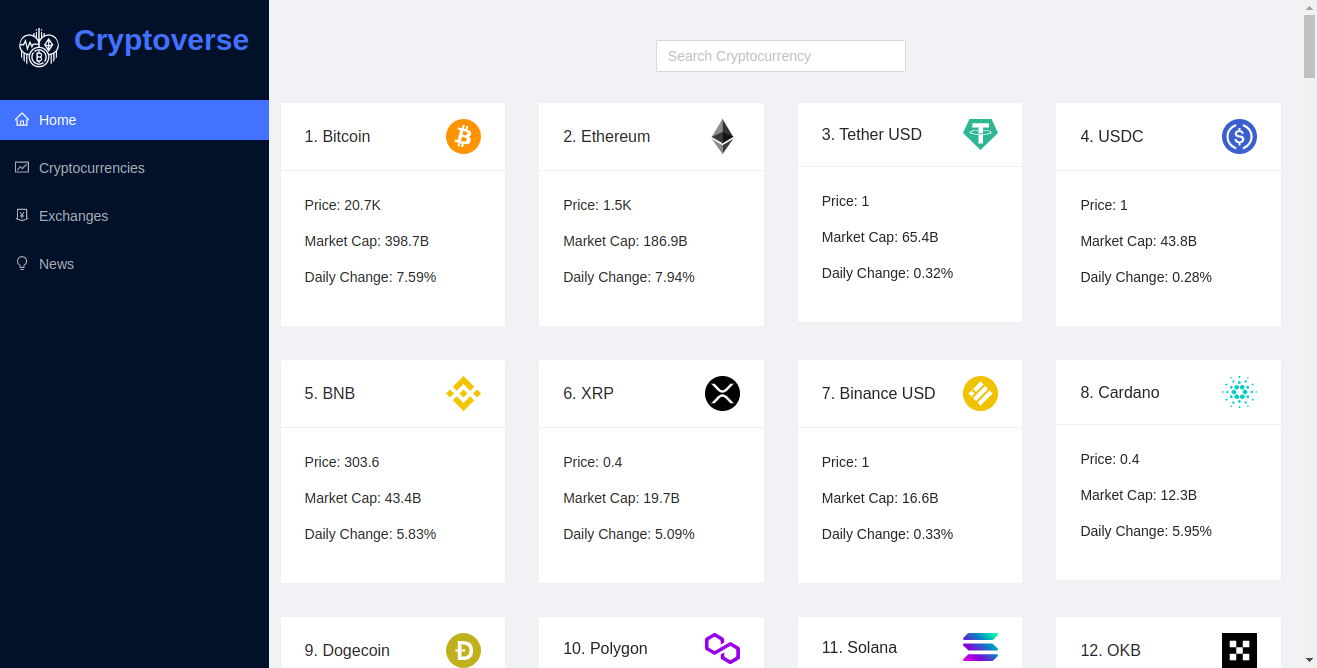 Cryptoverse
Home
Cryptocurrencies
Exchanges
News
Search Cryptocurrency
1. Bitcoin
Price: 20.7K
Market Cap: 398.7B
Daily Change: 7.59%
2. Ethereum
Price: 1.5K
Market Cap: 186.9B
Daily Change: 7.94%
3. Tether USD
Price: 1
Market Cap: 65.4B
Daily Change: 0.32%
4. USDC
Price: 1
Market Cap: 43.8B
Daily Change: 0.28%
5. BNB
Price: 303.6
Market Cap: 43.4B
Daily Change: 5.83%
6. XRP
Price: 0.4
Market Cap: 19.7B
Daily Change: 5.09%
7. Binance USD
Price: 1
Market Cap: 16.6B
Daily Change: 0.33%
8. Cardano
Price: 0.4
Market Cap: 12.3B
Daily Change: 5.95%
9. Dogecoin
10. Polygon
11. Solana
12. OKB